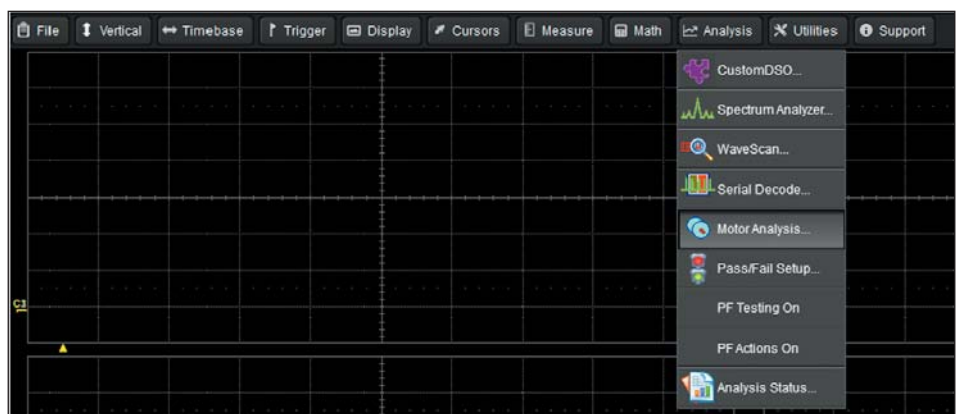 File Vertical Timebase Trigger Display Cursors Measure Math Analysis Utilities Support
CustomDSO...
Spectrum Analyzer...
WaveScan...
Serial Decode...
Motor Analysis...
Pass/Fail Setup...
PF Testing On
PF Actions On
Analysis Status...